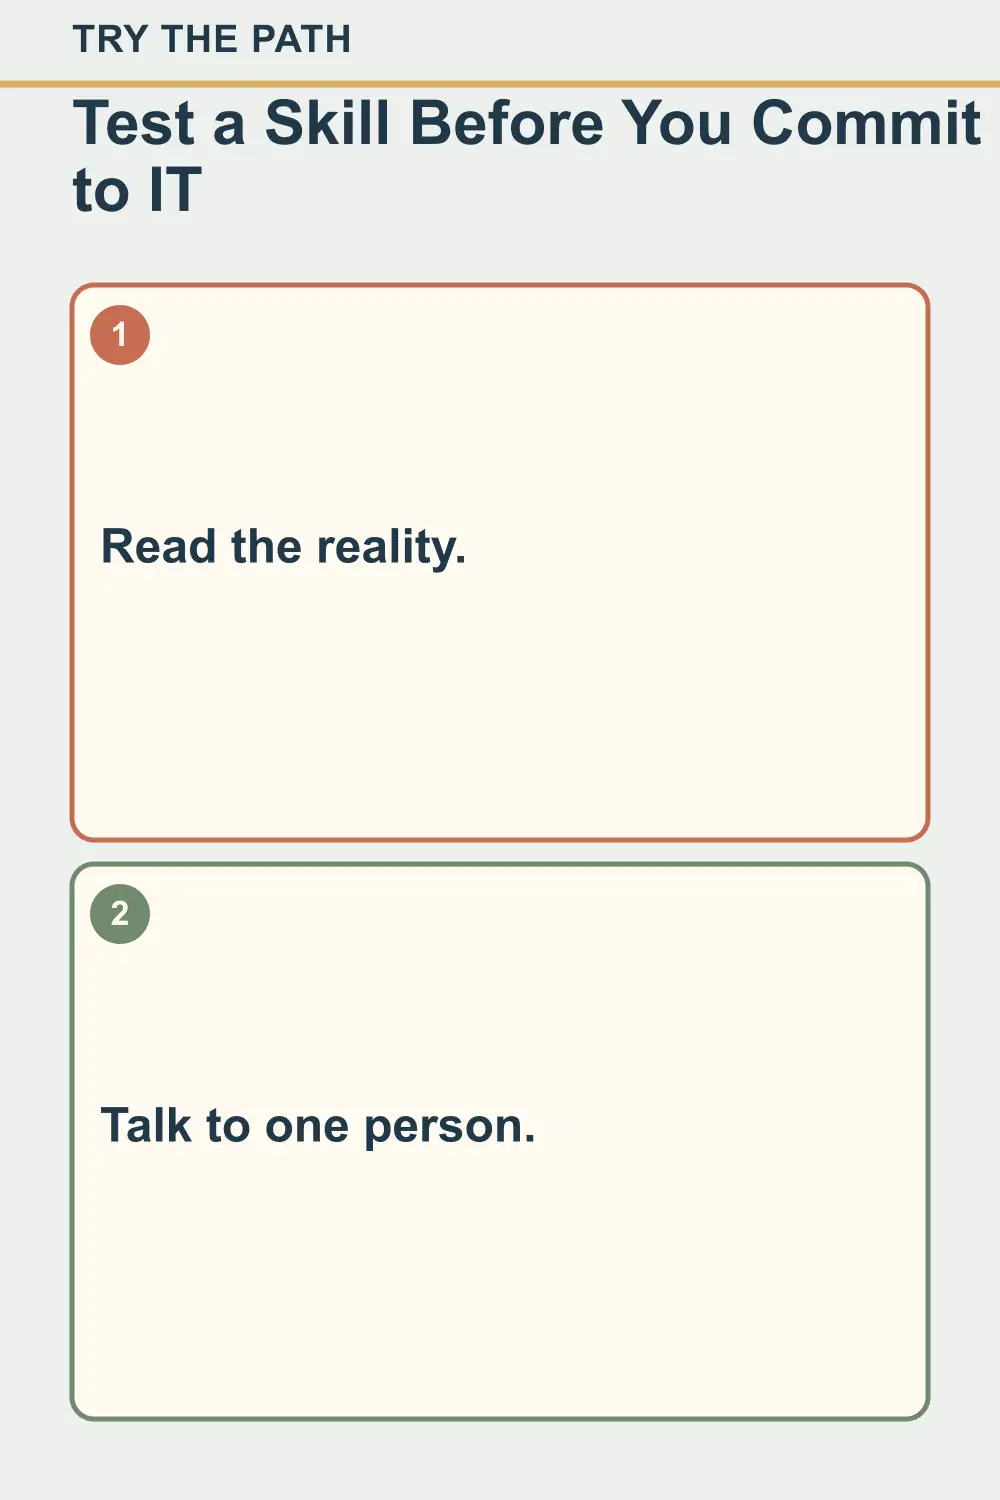 TRY THE PATH
Test a Skill Before You Commit
to IT
1
Read the reality.
2
Talk to one person.